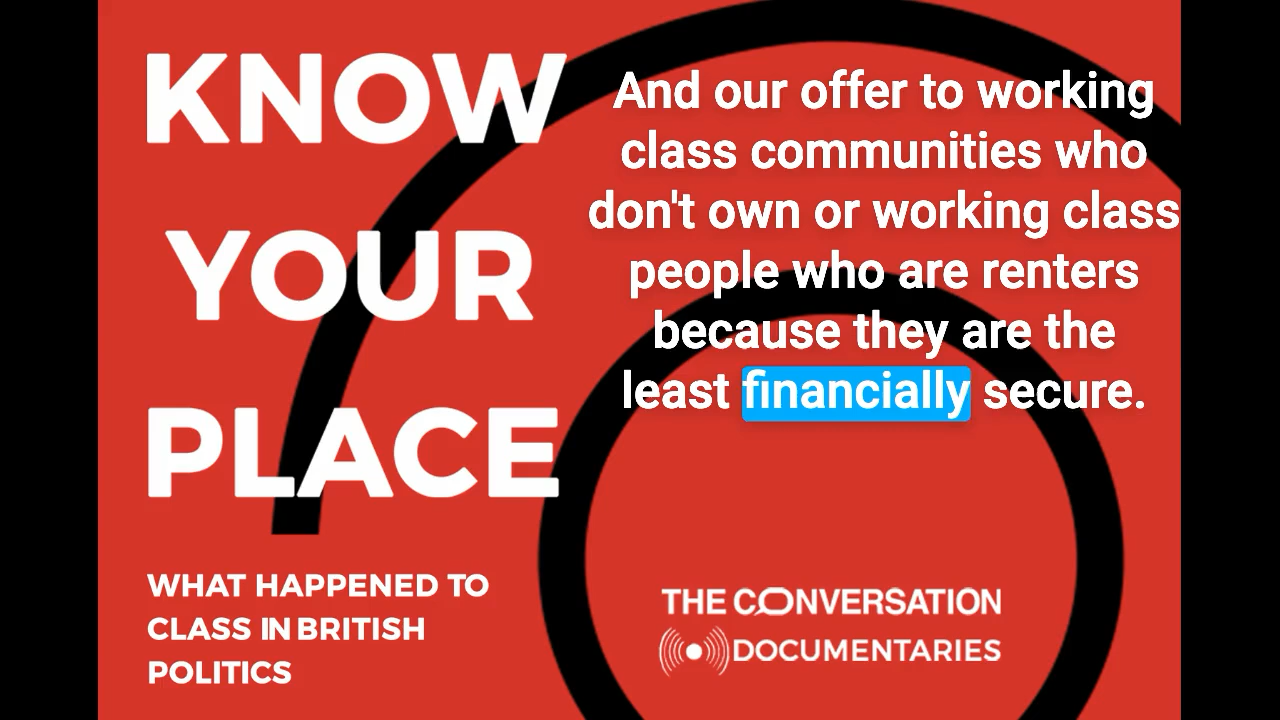 KNOW
YOUR
PLACE
WHAT HAPPENED TO
CLASS IN BRITISH
POLITICS
And our offer to working
class communities who
don't own or working class
people who are renters
because they are the
least financially secure.
THE CONVERSATION
DOCUMENTARIES